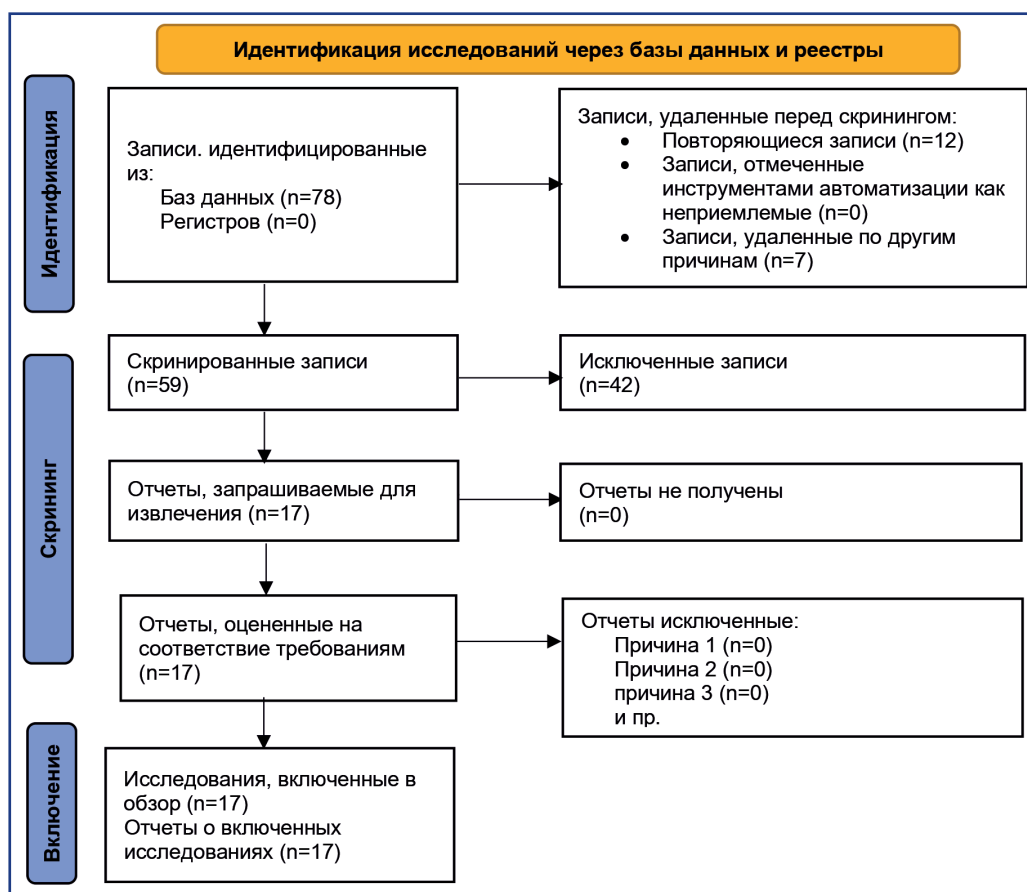 Идентификация исследований через базы данных и реестры
Идентификация
Записи. идентифицированные
из:
Баз данных (n=78)
Регистров (n=0)
Записи, удаленные перед скринингом:
• Повторяющиеся записи (n=12)
• Записи, отмеченные
инструментами автоматизации как
неприемлемые (n=0)
• Записи, удаленные по другим
причинам (n=7)
Скрининг
Скринированные записи
(n=59)
Исключенные записи
(n=42)
Отчеты, запрашиваемые для
извлечения (n=17)
Отчеты не получены
(n=0)
Отчеты, оцененные на
соответствие требованиям
(n=17)
Отчеты исключенные:
Причина 1 (n=0)
Причина 2 (n=0)
причина 3 (n=0)
и пр.
Включение
Исследования, включенные в
обзор (n=17)
Отчеты о включенных
исследованиях (n=17)